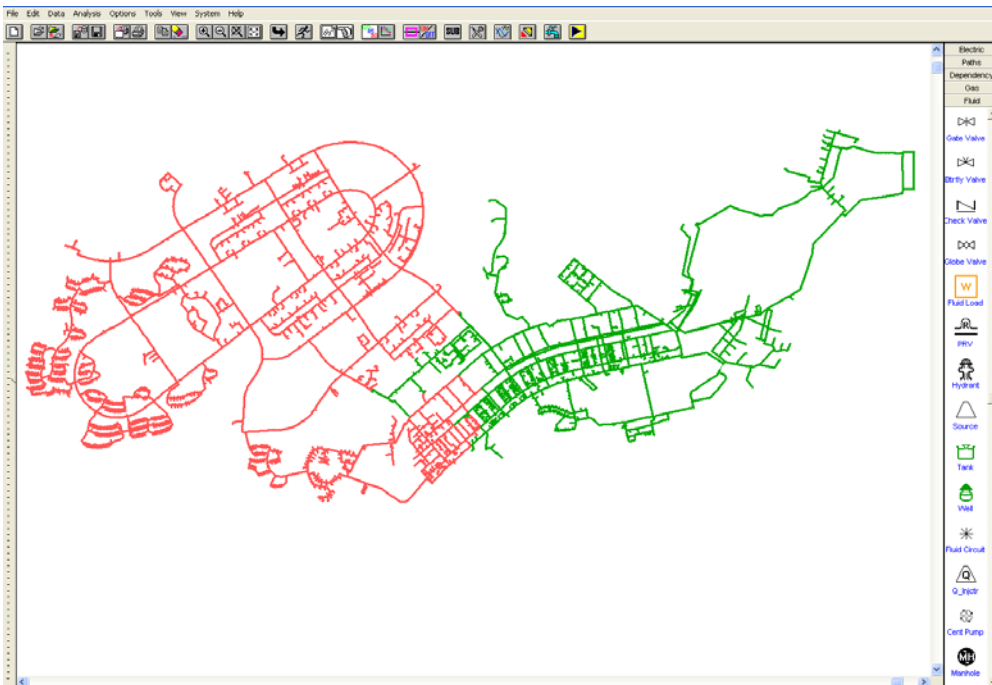 File Edit Data Analysis Options Tools View System Help
SUB
Electric
Paths
Dependency
Gas
Fluid
Gate Valve
Btrfly Valve
Check Valve
Globe Valve
W
Fluid Load
R
PRV
Hydrant
Source
Tank
Well
Fluid Circuit
Q
Q_Injctr
Cent Pump
MH
Manhole